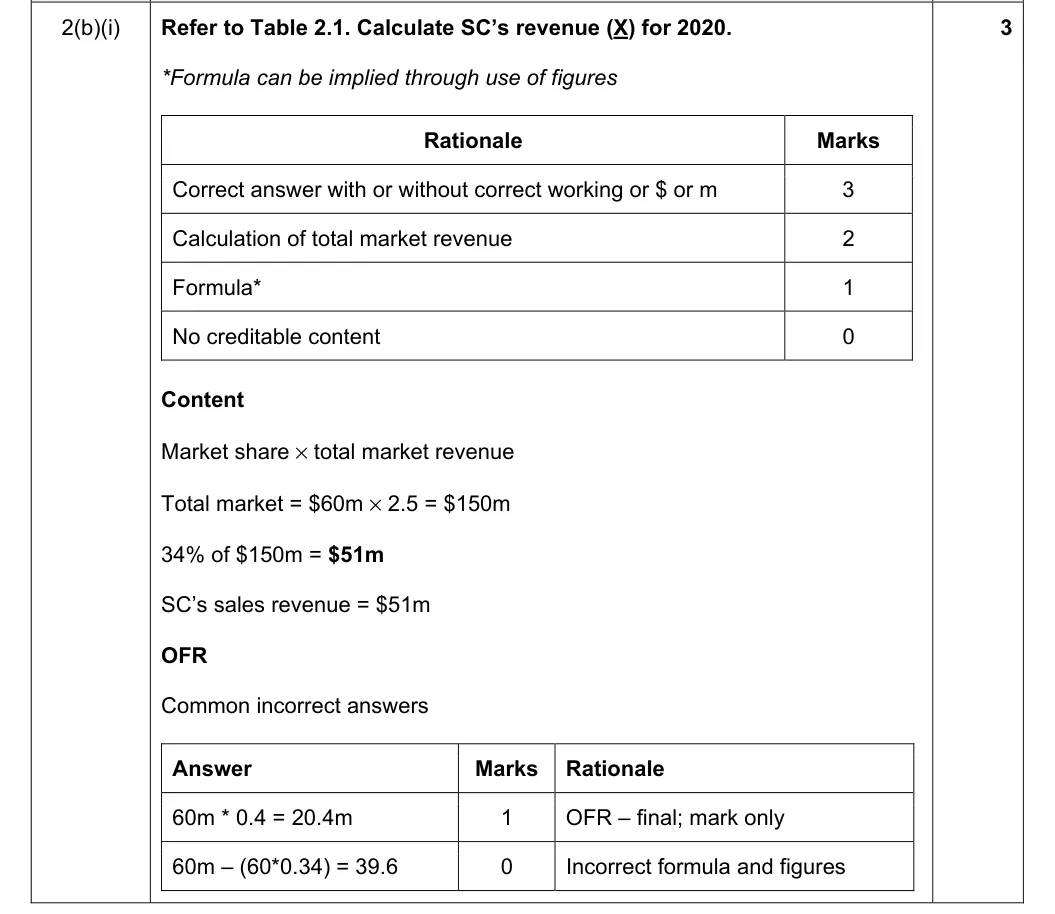 2(b)(i) Refer to Table 2.1. Calculate SC’s revenue (X) for 2020. 3
*Formula can be implied through use of figures
Rationale Marks
Correct answer with or without correct working or $ or m 3
Calculation of total market revenue 2
Formula* 1
No creditable content 0
Content
Market share × total market revenue
Total market = $60m × 2.5 = $150m
34% of $150m = $51m
SC’s sales revenue = $51m
OFR
Common incorrect answers
Answer Marks Rationale
60m * 0.4 = 20.4m 1 OFR – final; mark only
60m – (60*0.34) = 39.6 0 Incorrect formula and figures